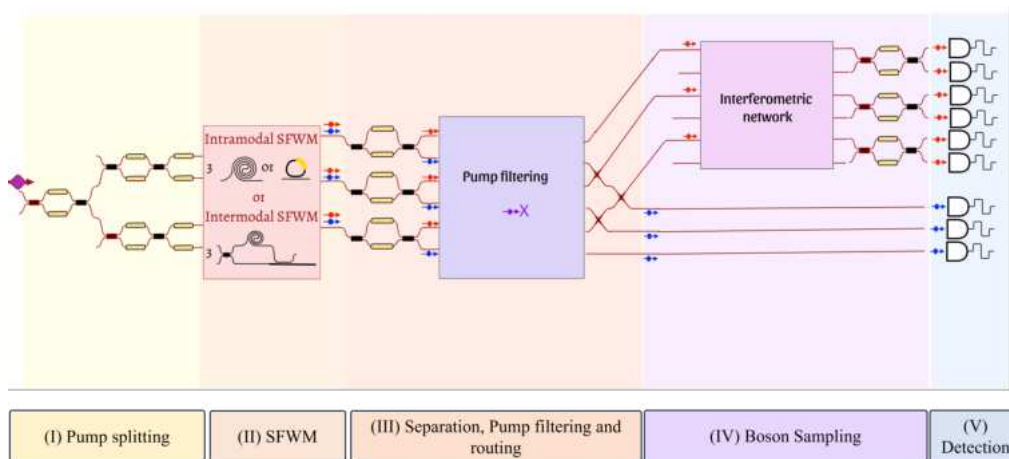 Intramodal SFWM
3
or
or
Intermodal SFWM
3
Pump filtering
X
Interferometric
network
(I) Pump splitting
(II) SFWM
(III) Separation, Pump filtering and
routing
(IV) Boson Sampling
(V)
Detection